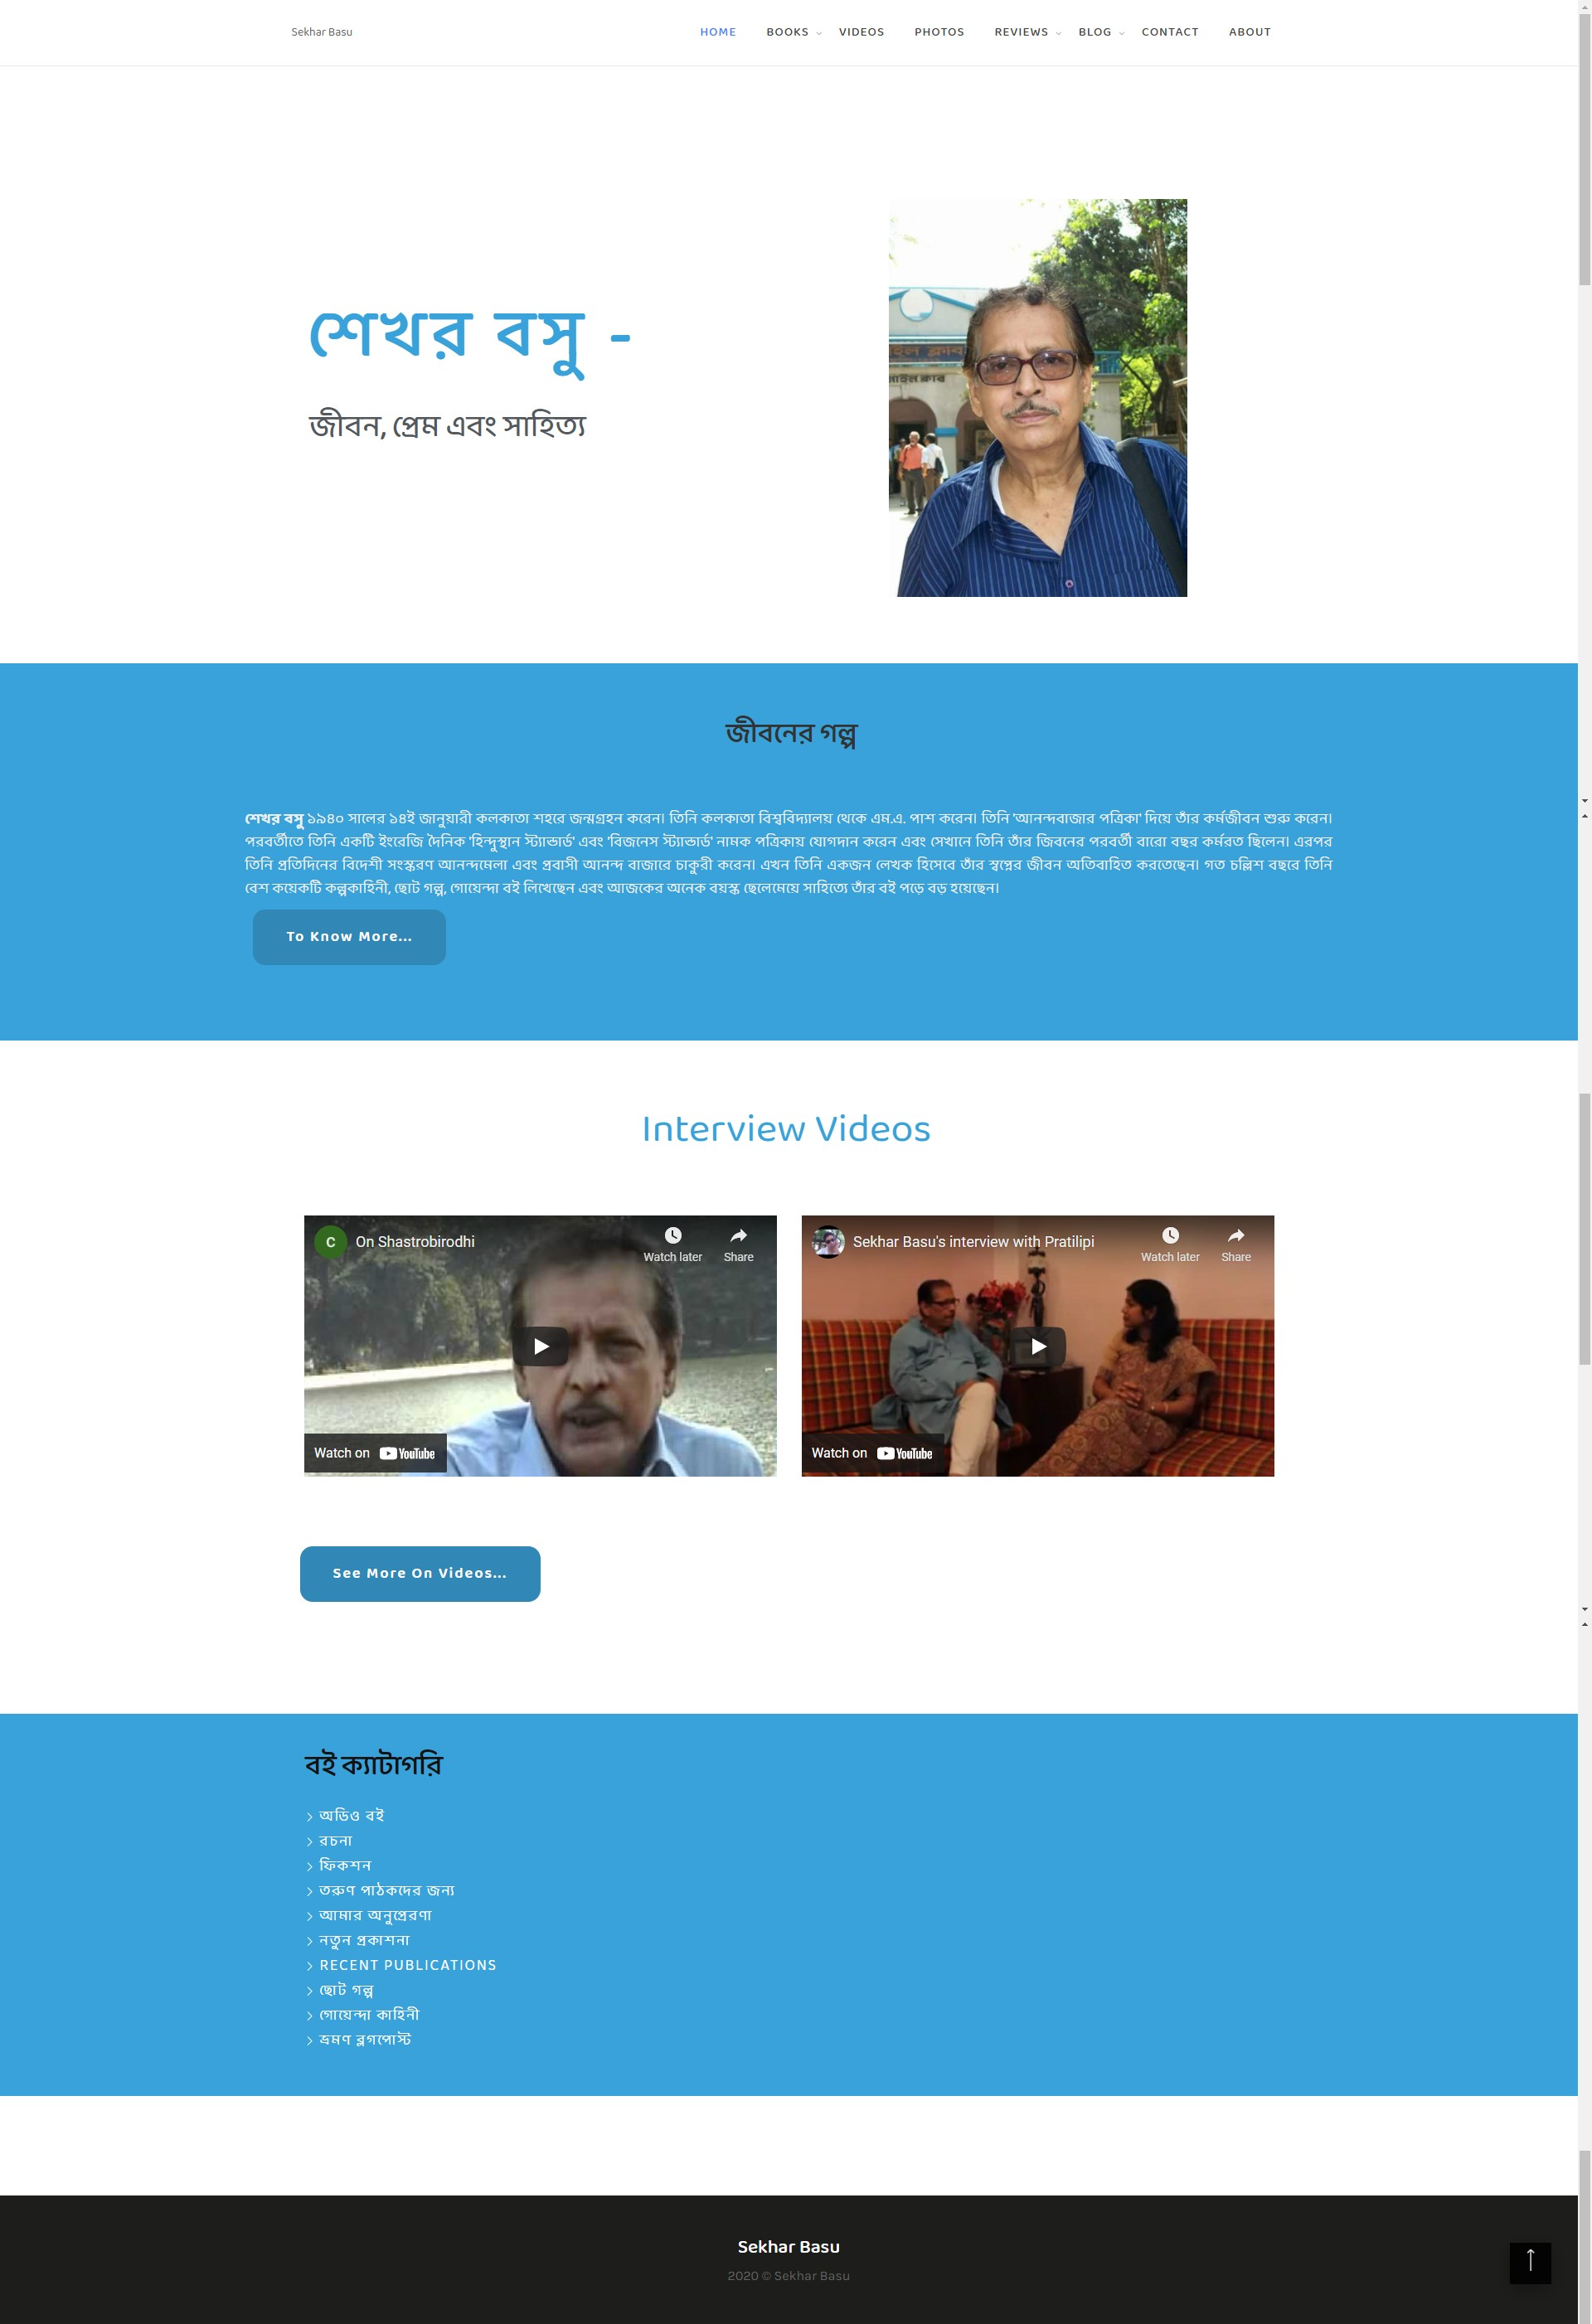 Sekhar Basu
HOME BOOKS VIDEOS PHOTOS REVIEWS BLOG CONTACT ABOUT
শেখর বসু -
জীবন, প্রেম এবং সাহিত্য
জীবনের গল্প
শেখর বসু ১৯৪০ সালের ১৪ই জানুয়ারী কলকাতা শহরে জন্মগ্রহন করেন। তিনি কলকাতা বিশ্ববিদ্যালয় থেকে এম.এ. পাশ করেন। তিনি 'আনন্দবাজার পত্রিকা' দিয়ে তাঁর কর্মজীবন শুরু করেন।
পরবর্তীতে তিনি একটি ইংরেজি দৈনিক 'হিন্দুস্থান স্ট্যান্ডার্ড' এবং 'বিজনেস স্ট্যান্ডার্ড' নামক পত্রিকায় যোগদান করেন এবং সেখানে তিনি তাঁর জিবনের পরবর্তী বারো বছর কর্মরত ছিলেন। এরপর
তিনি প্রতিদিনের বিদেশী সংস্করণ আনন্দমেলা এবং প্রবাসী আনন্দ বাজারে চাকুরী করেন। এখন তিনি একজন লেখক হিসেবে তাঁর স্বপ্নের জীবন অতিবাহিত করতেছেন। গত চল্লিশ বছরে তিনি
বেশ কয়েকটি কল্পকাহিনী, ছোট গল্প, গোয়েন্দা বই লিখেছেন এবং আজকের অনেক বয়স্ক ছেলেমেয়ে সাহিত্যে তাঁর বই পড়ে বড় হয়েছেন।
To Know More...
Interview Videos
C On Shastrobirodhi Watch later Share
Watch on YouTube
Sekhar Basu's interview with Pratilipi Watch later Share
Watch on YouTube
See More On Videos...
বই ক্যাটাগরি
অডিও বই
রচনা
ফিকশন
তরুণ পাঠকদের জন্য
আমার অনুপ্রেরণা
নতুন প্রকাশনা
RECENT PUBLICATIONS
ছোট গল্প
গোয়েন্দা কাহিনী
ভ্রমণ ব্লগপোস্ট
Sekhar Basu
2020 © Sekhar Basu